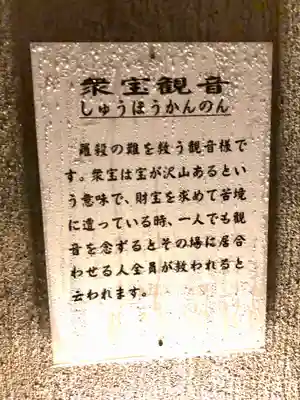 衆宝観音
しゅうほうかんのん
羅殺の難を救う観音様で
す。衆宝は宝が沢山あるとい
う意味で、財宝を求めて苦境
に遭っている時、一人でも観
音を念ずるとその場に居合
わせる人全員が救われると
云われます。